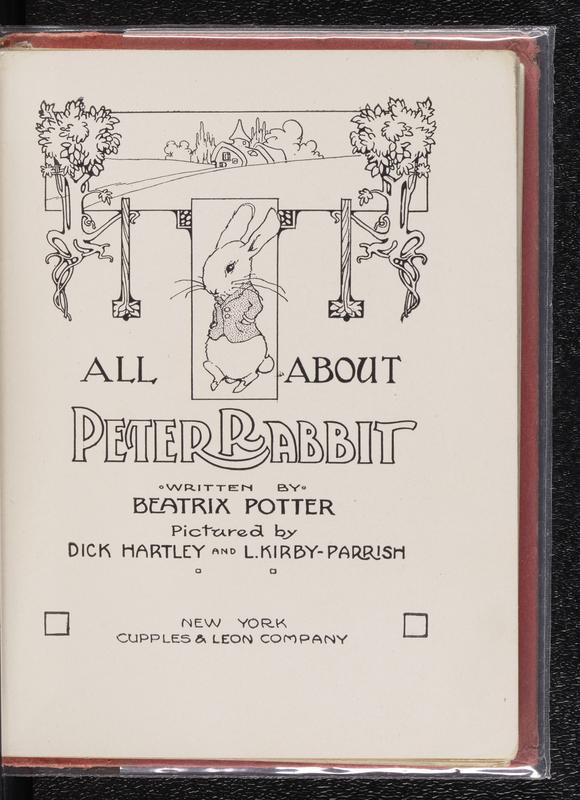 ALL ABOUT
PETER RABBIT
WRITTEN BY
BEATRIX POTTER
Pictured by
DICK HARTLEY AND L.KIRBY-PARRISH
NEW YORK
CUPPLES & LEON COMPANY